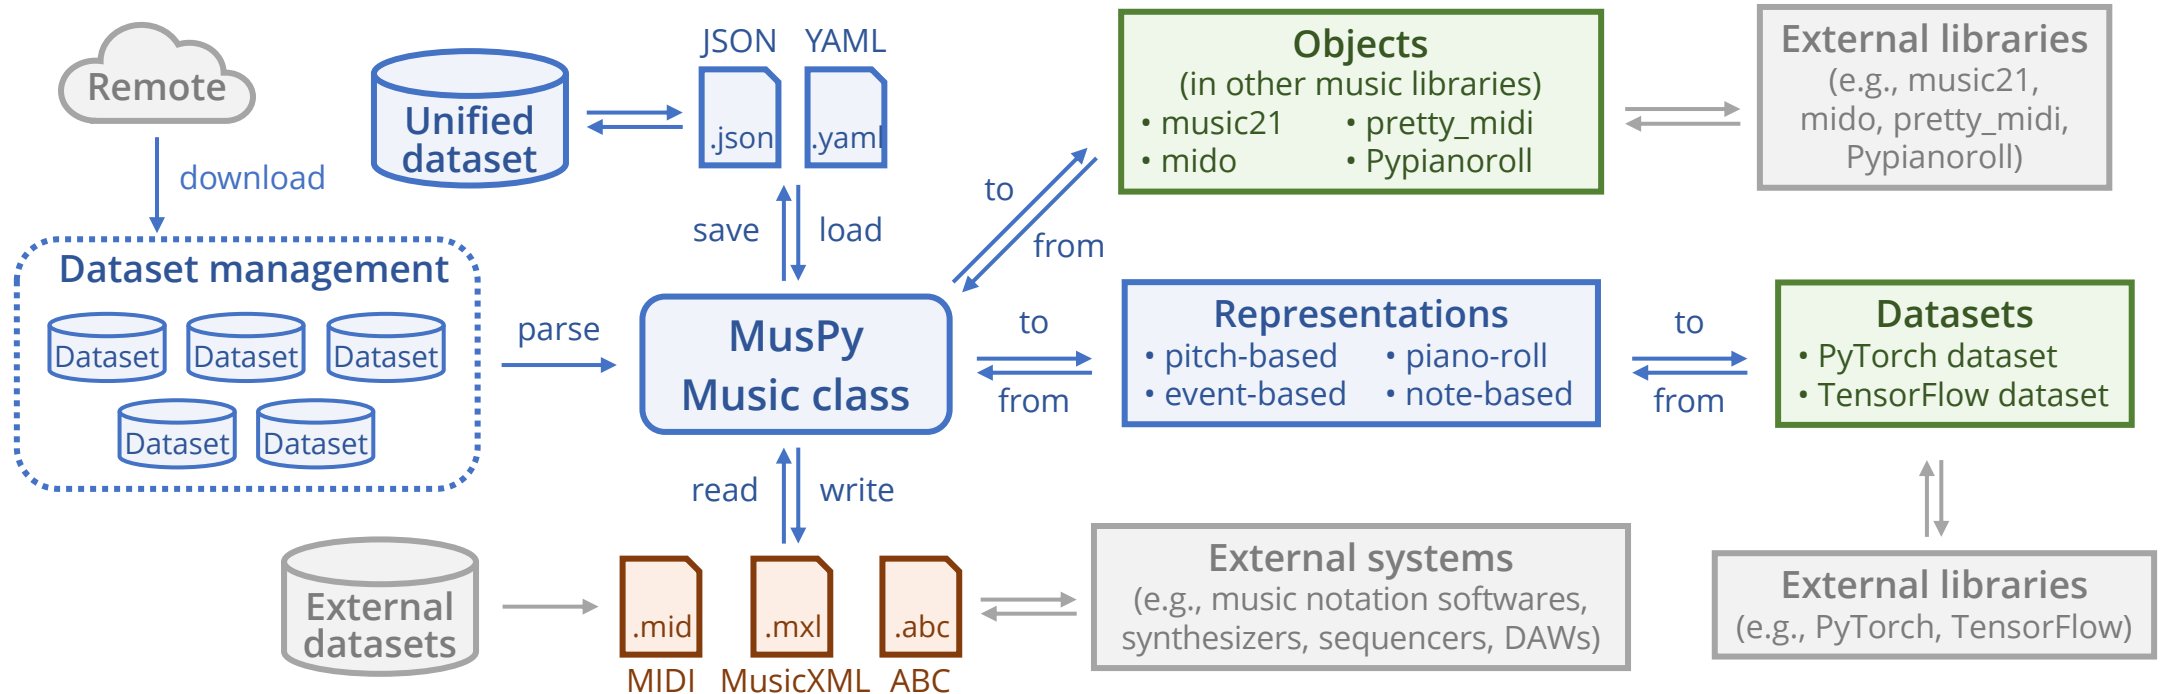 Remote
download
Dataset management
Dataset
Dataset
Dataset
Dataset
Dataset
parse
Unified
dataset
JSON
YAML
.json
.yaml
save
load
MusPy
Music class
read
write
External
datasets
.mid
.mxl
.abc
MIDI
MusicXML
ABC
to
from
Objects
(in other music libraries)
• music21
• pretty_midi
• mido
• Pypianoroll
External libraries
(e.g., music21,
mido, pretty_midi,
Pypianoroll)
to
from
Representations
• pitch-based
• piano-roll
• event-based
• note-based
to
from
Datasets
• PyTorch dataset
• TensorFlow dataset
External systems
(e.g., music notation softwares,
synthesizers, sequencers, DAWs)
External libraries
(e.g., PyTorch, TensorFlow)